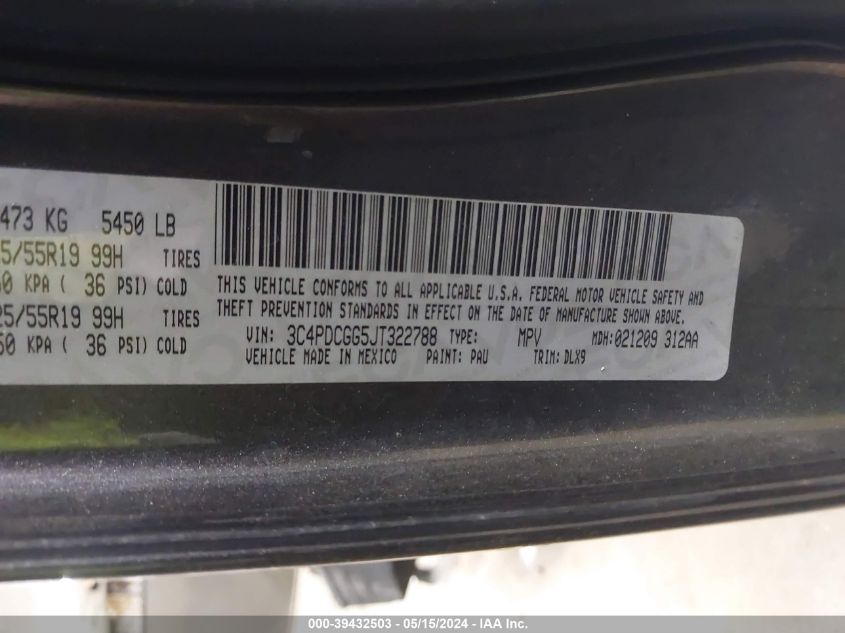 473 KG 5450 LB
5/55R19 99H TIRES
0 KPA ( 36 PSI) COLD
25/55R19 99H TIRES
50 KPA ( 36 PSI) COLD
THIS VEHICLE CONFORMS TO ALL APPLICABLE U.S.A. FEDERAL MOTOR VEHICLE SAFETY AND
THEFT PREVENTION STANDARDS IN EFFECT ON THE DATE OF MANUFACTURE SHOWN ABOVE.
VIN: 3C4PDCGG5JT322788 TYPE: MPV MDH: 021209 312AA
VEHICLE MADE IN MEXICO PAINT: PAU TRIM: DLX9
000-39432503 - 05/15/2024 - IAA Inc.